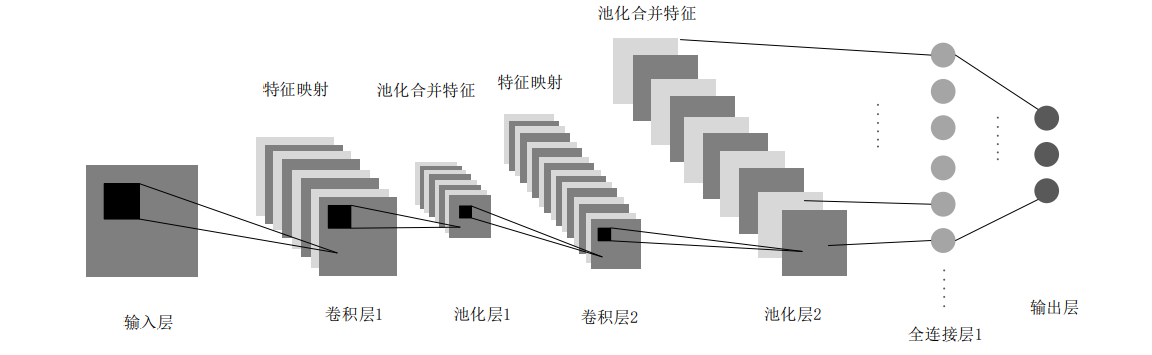 池化合并特征
特征映射
池化合并特征
特征映射
输入层
卷积层1
池化层1
卷积层2
池化层2
全连接层1
输出层